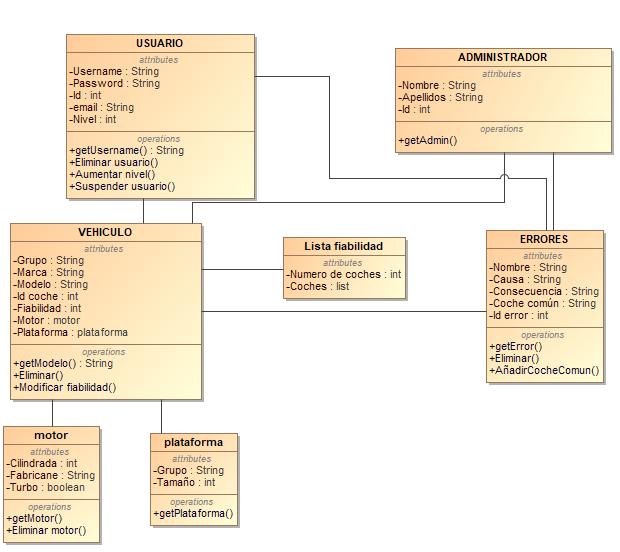 USUARIO
attributes
-Username : String
-Password : String
-Id : int
-email : String
-Nivel : int
operations
+getUsername() : String
+Eliminar usuario()
+Aumentar nivel()
+Suspender usuario()
ADMINISTRADOR
attributes
-Nombre : String
-Apellidos : String
-Id : int
operations
+getAdmin()
VEHICULO
attributes
-Grupo : String
-Marca : String
-Modelo : String
-Id coche : int
-Fiabilidad : int
-Motor : motor
-Plataforma : plataforma
operations
+getModelo() : String
+Eliminar()
+Modificar fiabilidad()
Lista fiabilidad
attributes
-Numero de coches : int
-Coches : list
ERRORES
attributes
-Nombre : String
-Causa : String
-Consecuencia : String
-Coche común : String
-Id error : int
operations
+getError()
+Eliminar()
+AñadirCocheComun()
motor
attributes
-Cilindrada : int
-Fabricane : String
-Turbo : boolean
operations
+getMotor()
+Eliminar motor()
plataforma
attributes
-Grupo : String
-Tamaño : int
operations
+getPlataforma()